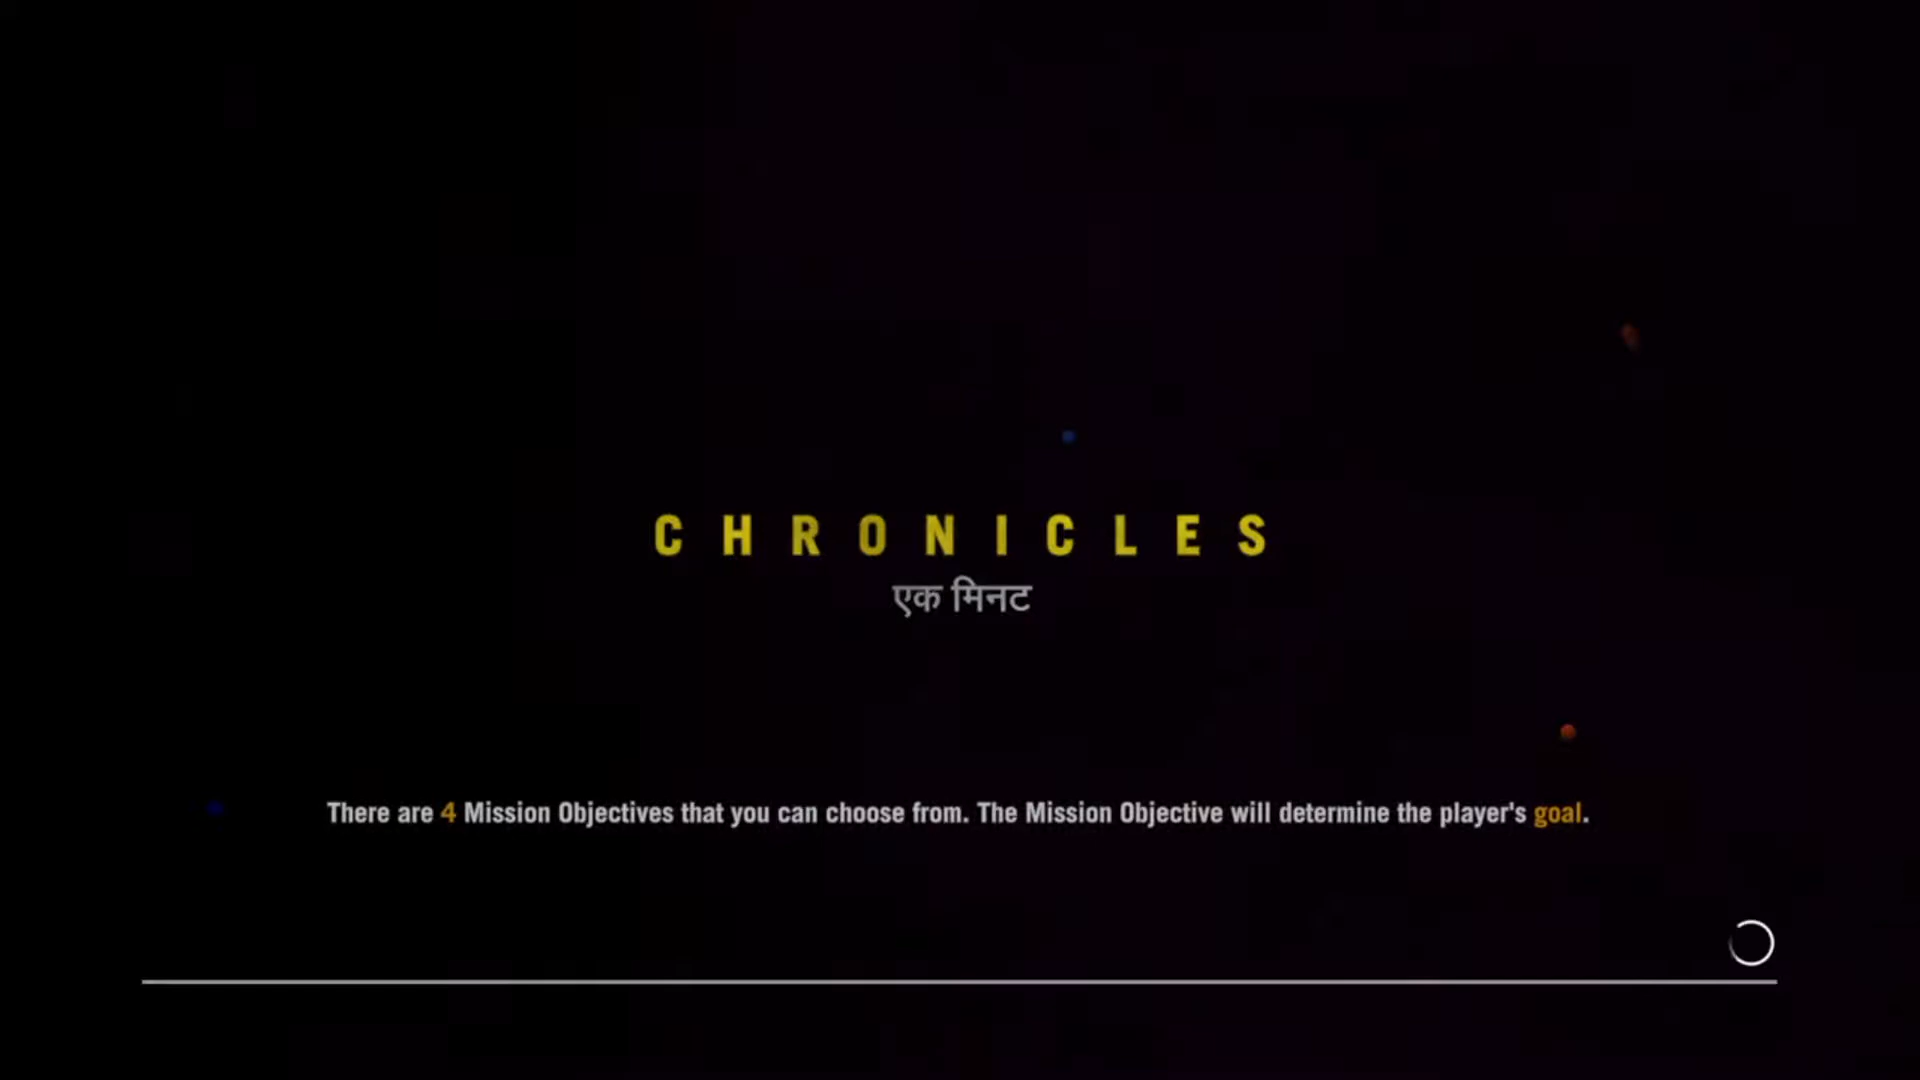 CHRONICLES
एक मिनट
There are 4 Mission Objectives that you can choose from. The Mission Objective will determine the player's goal.